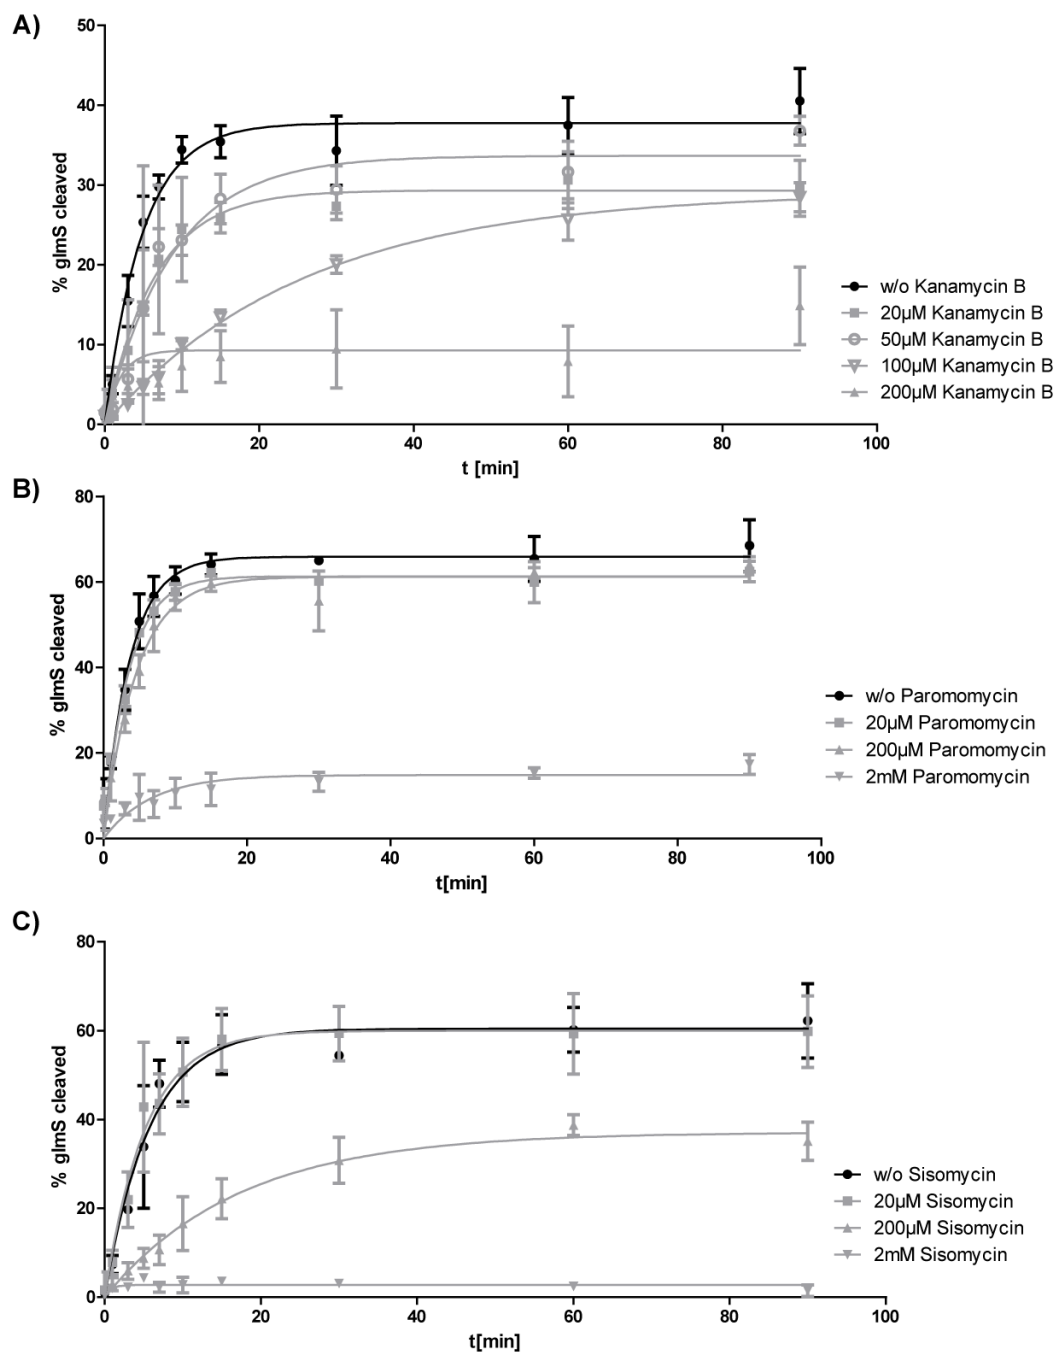 A)
50
40
30
20
10
0
% glmS cleaved
0 20 40 60 80 100
t [min]
w/o Kanamycin B
20µM Kanamycin B
50µM Kanamycin B
100µM Kanamycin B
200µM Kanamycin B
B)
80
60
40
20
0
% glmS cleaved
0 20 40 60 80 100
t[min]
w/o Paromomycin
20µM Paromomycin
200µM Paromomycin
2mM Paromomycin
C)
80
60
40
20
0
% glmS cleaved
0 20 40 60 80 100
t[min]
w/o Sisomycin
20µM Sisomycin
200µM Sisomycin
2mM Sisomycin